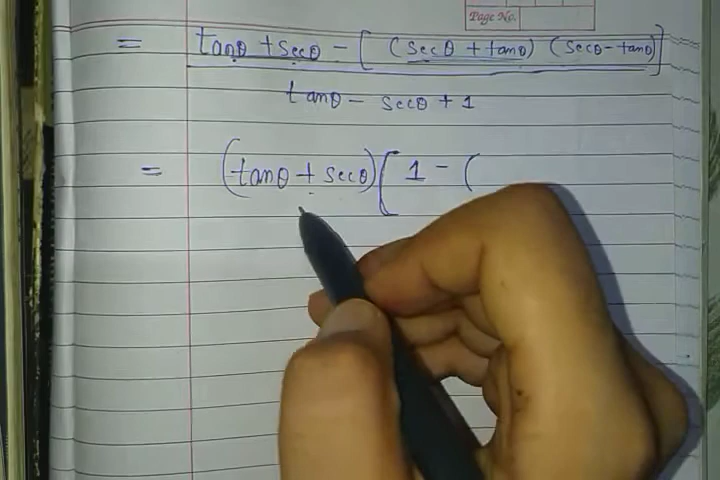 Page No.
= tanθ + secθ - [ (secθ + tanθ) (secθ - tanθ) ]
tanθ - secθ + 1
= (tanθ + secθ) [ 1 - (